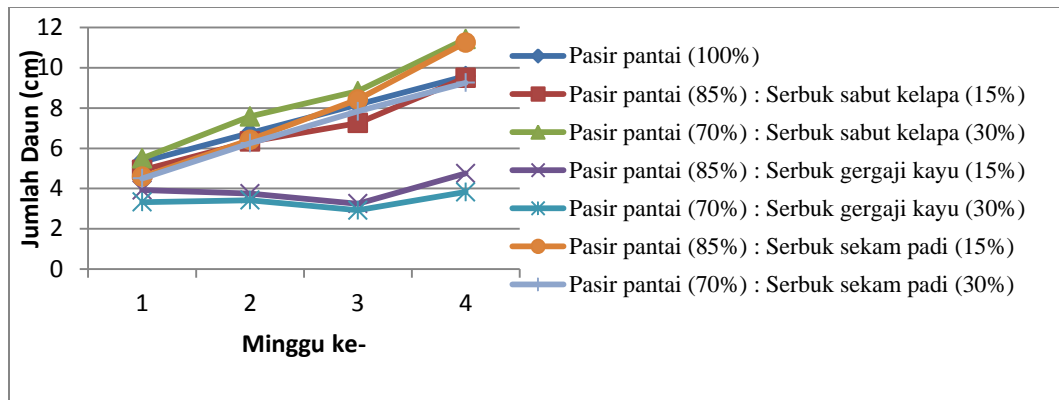 Jumlah Daun (cm)
12
10
8
6
4
2
0
1 2 3 4
Minggu ke-
Pasir pantai (100%)
Pasir pantai (85%) : Serbuk sabut kelapa (15%)
Pasir pantai (70%) : Serbuk sabut kelapa (30%)
Pasir pantai (85%) : Serbuk gergaji kayu (15%)
Pasir pantai (70%) : Serbuk gergaji kayu (30%)
Pasir pantai (85%) : Serbuk sekam padi (15%)
Pasir pantai (70%) : Serbuk sekam padi (30%)